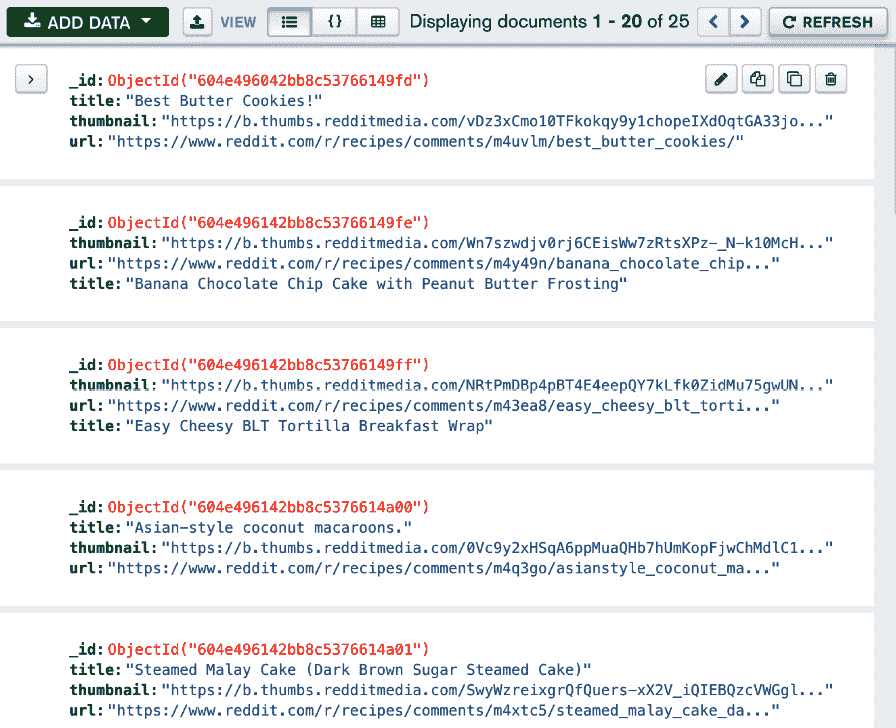 ADD DATA VIEW { } Displaying documents 1 - 20 of 25 REFRESH
_id: ObjectId("604e496042bb8c53766149fd")
title: "Best Butter Cookies!"
thumbnail: "https://b.thumbs.redditmedia.com/vDz3xCmo10TFkokqy9y1chopeIXdOqtGA33jo..."
url: "https://www.reddit.com/r/recipes/comments/m4uvlm/best_butter_cookies/"
_id: ObjectId("604e496142bb8c53766149fe")
thumbnail: "https://b.thumbs.redditmedia.com/Wn7szwdjv0rj6CEisWw7zRtsXPz-_N-k10McH..."
url: "https://www.reddit.com/r/recipes/comments/m4y49n/banana_chocolate_chip..."
title: "Banana Chocolate Chip Cake with Peanut Butter Frosting"
_id: ObjectId("604e496142bb8c53766149ff")
thumbnail: "https://b.thumbs.redditmedia.com/NRtPmDBp4pBT4E4eepQY7kLfk0ZidMu75gwUN..."
url: "https://www.reddit.com/r/recipes/comments/m43ea8/easy_cheesy_blt_torti..."
title: "Easy Cheesy BLT Tortilla Breakfast Wrap"
_id: ObjectId("604e496142bb8c5376614a00")
title: "Asian-style coconut macaroons."
thumbnail: "https://b.thumbs.redditmedia.com/0Vc9y2xHSqA6ppMuaQHb7hUmKopFjwChMdlC1..."
url: "https://www.reddit.com/r/recipes/comments/m4q3go/asianstyle_coconut_ma..."
_id: ObjectId("604e496142bb8c5376614a01")
title: "Steamed Malay Cake (Dark Brown Sugar Steamed Cake)"
thumbnail: "https://b.thumbs.redditmedia.com/SwyWzreixgrQfQuers-xX2V_iQIEBQzcVWGgl..."
url: "https://www.reddit.com/r/recipes/comments/m4xtc5/steamed_malay_cake_da..."